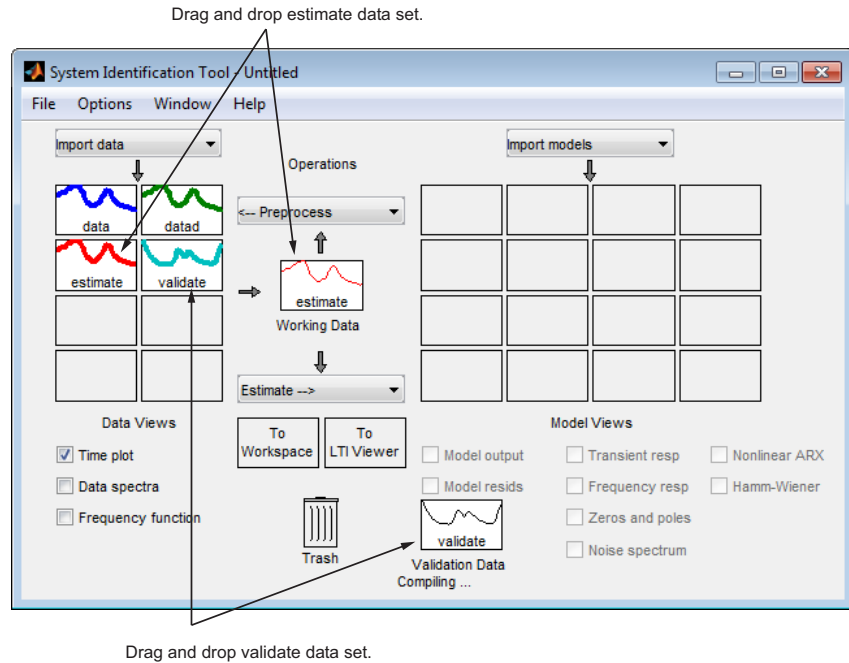 Drag and drop estimate data set.
System Identification Tool - Untitled
File Options Window Help
Import data
Import models
Operations
data
datad
<-- Preprocess
estimate
validate
estimate
Working Data
Estimate -->
Data Views
To Workspace
To LTI Viewer
Model Views
Time plot
Data spectra
Frequency function
Model output
Transient resp
Nonlinear ARX
Model resids
Frequency resp
Hamm-Wiener
Zeros and poles
Noise spectrum
Trash
validate
Validation Data
Compiling ...
Drag and drop validate data set.